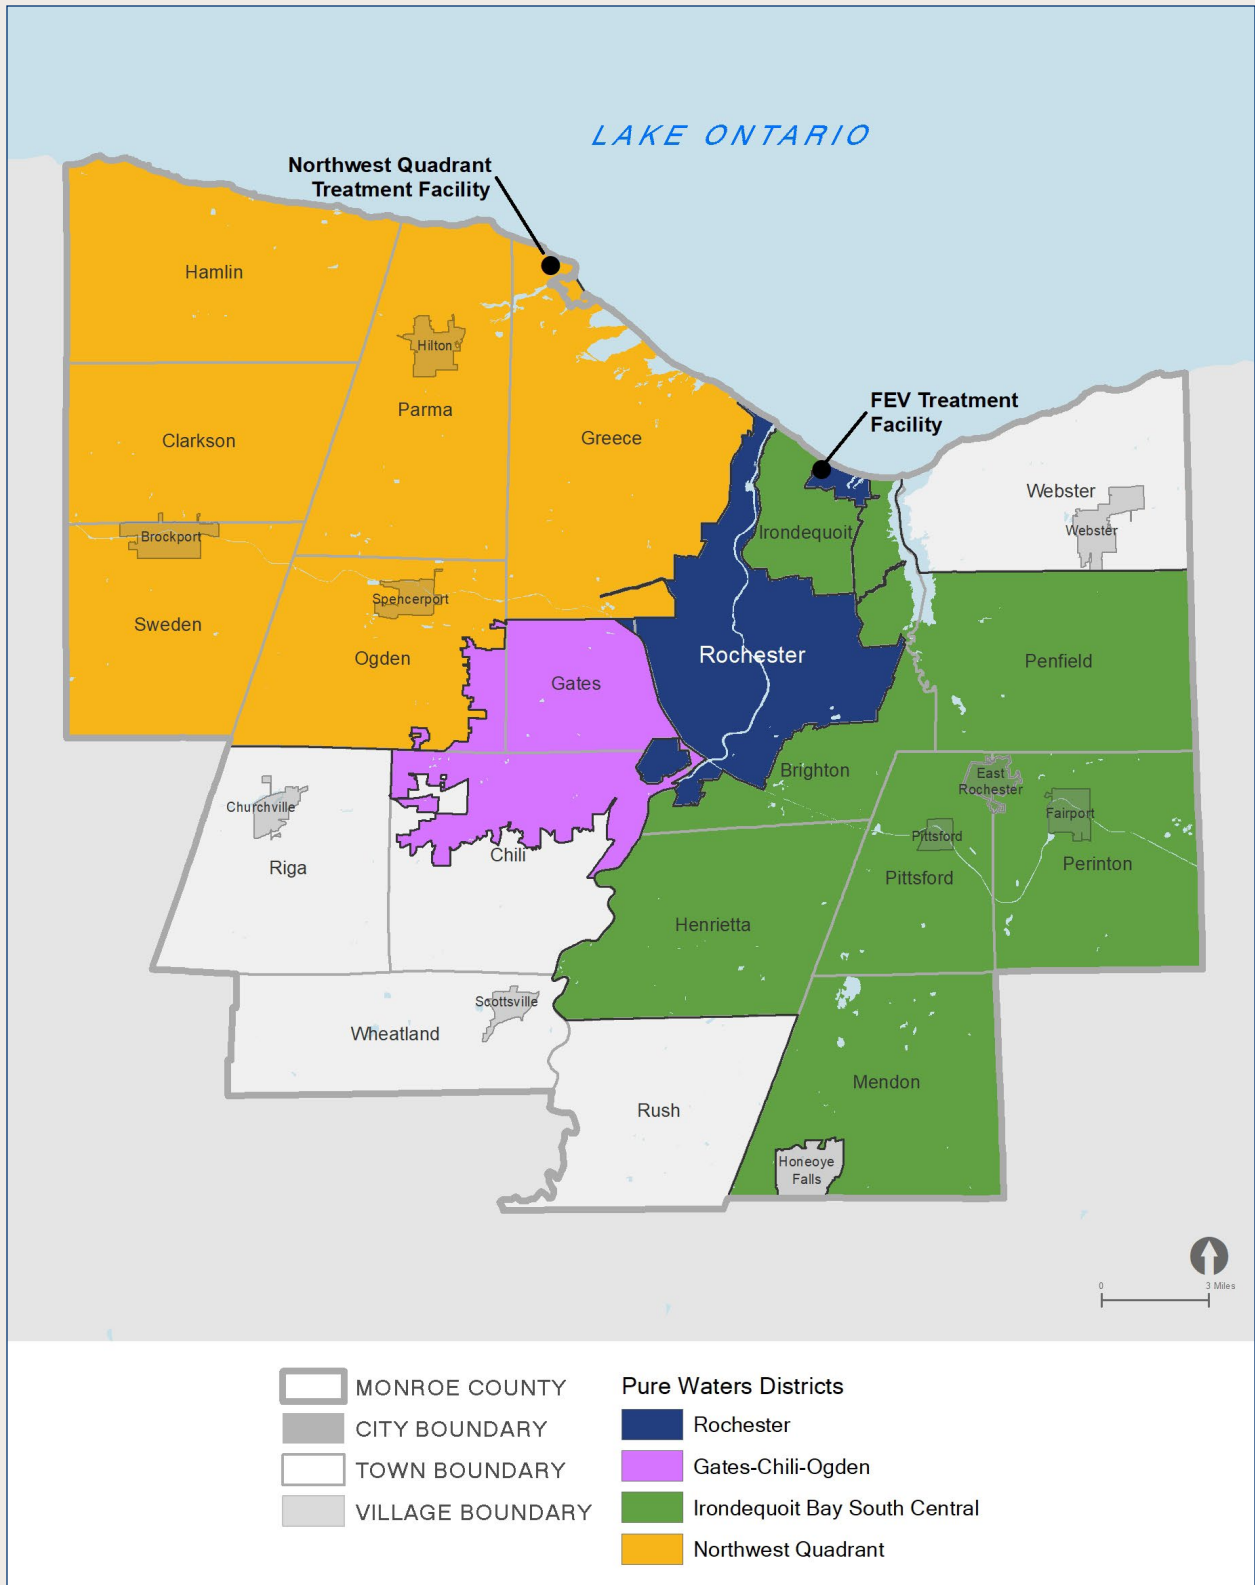 LAKE ONTARIO
Northwest Quadrant
Treatment Facility
Hamlin
Hilton
Parma
FEV Treatment
Facility
Greece
Clarkson
Webster
Webster
Brockport
Irondequoit
Spencerport
Sweden
Ogden
Rochester
Penfield
Gates
Brighton
East
Rochester
Churchville
Fairport
Pittsford
Chili
Riga
Perinton
Pittsford
Henrietta
Scottsville
Wheatland
Mendon
Rush
Honeoye
Falls
0
3 Miles
MONROE COUNTY
CITY BOUNDARY
TOWN BOUNDARY
VILLAGE BOUNDARY
Pure Waters Districts
Rochester
Gates-Chili-Ogden
Irondequoit Bay South Central
Northwest Quadrant